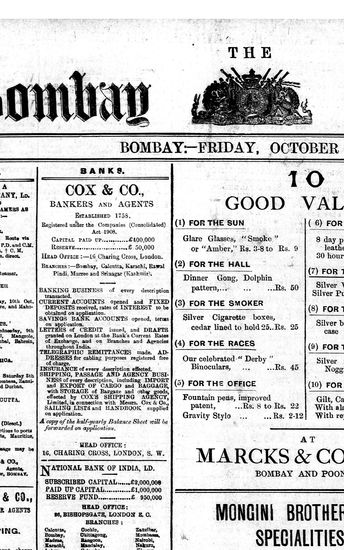 Bombay
THE
BOMBAY:—FRIDAY, OCTOBER
BANKS.
COX & CO.,
BANKERS AND AGENTS
ESTABLISHED 1758.
Registered under the Companies (Consolidated)
Act 1908.
CAPITAL PAID UP £400,000
RESERVE £ 50,000
HEAD OFFICE:—16 Charing Cross, London.
BRANCHES:—Bombay, Calcutta, Karachi, Rawal
Pindi, Murree and Srinagar (Kashmir).
BANKING BUSINESS of every description
transacted.
CURRENT ACCOUNTS opened and FIXED
DEPOSITS received, rates of INTEREST to be
obtained on application.
SAVINGS BANK ACCOUNTS opened, terms
on application.
LETTERS OF CREDIT issued, and DRAFTS
granted on London at the Bank's Current Rates
of Exchange, and on Branches and Agencies
throughout India.
TELEGRAPHIC REMITTANCES made, AD-
DRESSES for cabling purposes registered free
of charge.
INSURANCE of every description effected.
SHIPPING, PASSAGE AND AGENCY BUSI-
NESS of every description, including IMPORT
and EXPORT OF CARGO and BAGGAGE,
with STORAGE of Baggage and other goods,
effected by COX'S SHIPPING AGENCY,
Limited, in connection with Messrs. Cox & Co.,
SAILING LISTS and HANDBOOK supplied
on application.
A copy of the half-yearly Balance Sheet will be
forwarded on application.
HEAD OFFICE:
16, CHARING CROSS, LONDON, S. W.
NATIONAL BANK OF INDIA, LD.
SUBSCRIBED CAPITAL £2,000,000
PAID UP CAPITAL £1,000,000
RESERVE FUND
HEAD OFFICE:
26, BISHOPSGATE, LONDON E. C.
BRANCHES:
Calcutta, Cochin, Zanzibar,
Bombay, Chittagong, Mombasa,
Madras, Rangoon, Nairobi,
Karachi, Mandalay, Nakuru,
10
GOOD VAL
(1) FOR THE SUN
Glare Glasses, "Smoke"
or "Amber," Rs. 3-8 to Rs. 9
(2) FOR THE HALL
Dinner Gong, Dolphin
pattern,... ... ...Rs. 50
(3) FOR THE SMOKER
Silver Cigarette boxes,
cedar lined to hold 25..Rs. 25
(4) FOR THE RACES
Our celebrated "Derby"
Binoculars, ... ...Rs. 45
(5) FOR THE OFFICE
Fountain pens, improved
patent, ...Rs. 8 to Rs. 22
Gravity Style ... ...Rs. 2-12
(6) FOR
8 day p
leathe
30 hour
(7) FOR T
Silver V
Silver P
(8) FOR T
Silver b
case
(9) FOR T
Silver
Nogg
(10) FOR
Gilt, Ca
With ala
With rep
AT
MARCKS & CO
BOMBAY AND POON
MONGINI BROTHER
SPECIALITIES